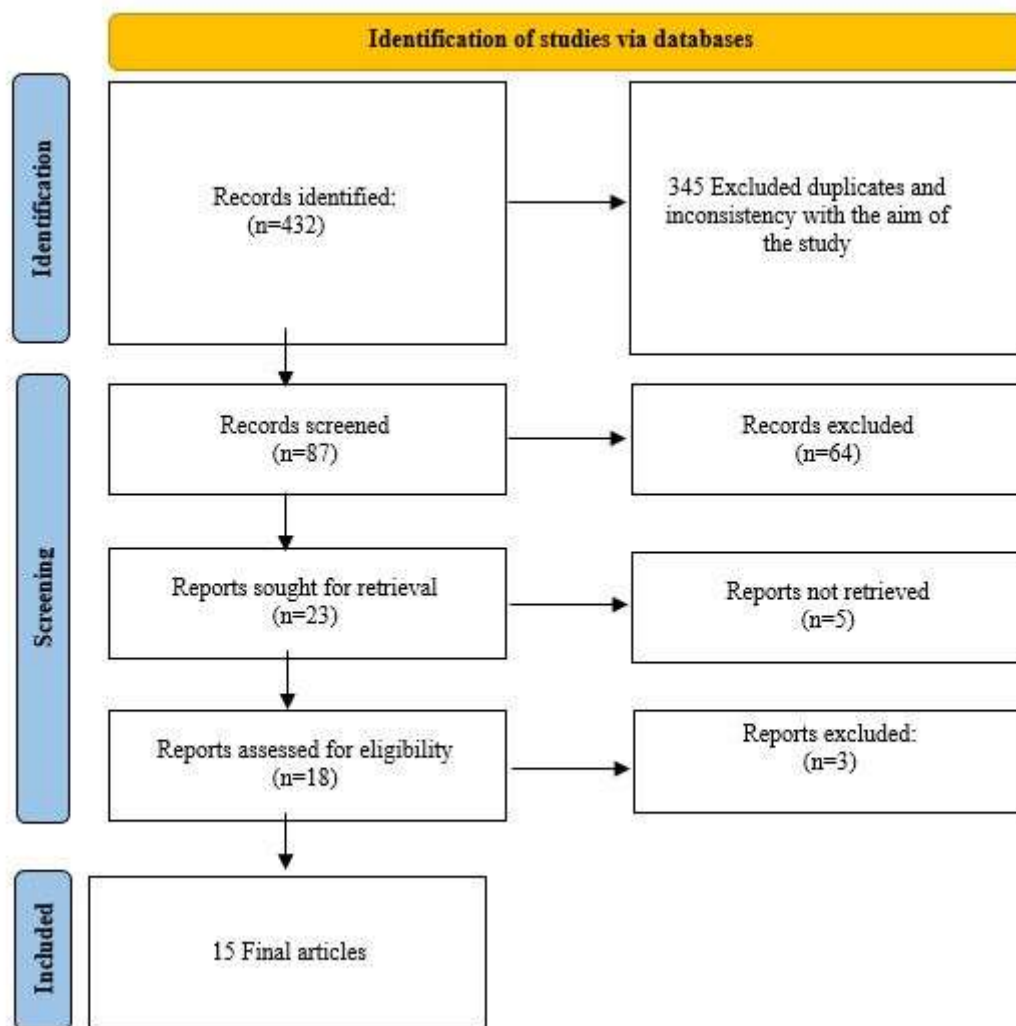 Identification of studies via databases
Identification
Records identified:
(n=432)
345 Excluded duplicates and
inconsistency with the aim of
the study
Screening
Records screened
(n=87)
Records excluded
(n=64)
Reports sought for retrieval
(n=23)
Reports not retrieved
(n=5)
Reports assessed for eligibility
(n=18)
Reports excluded:
(n=3)
Included
15 Final articles